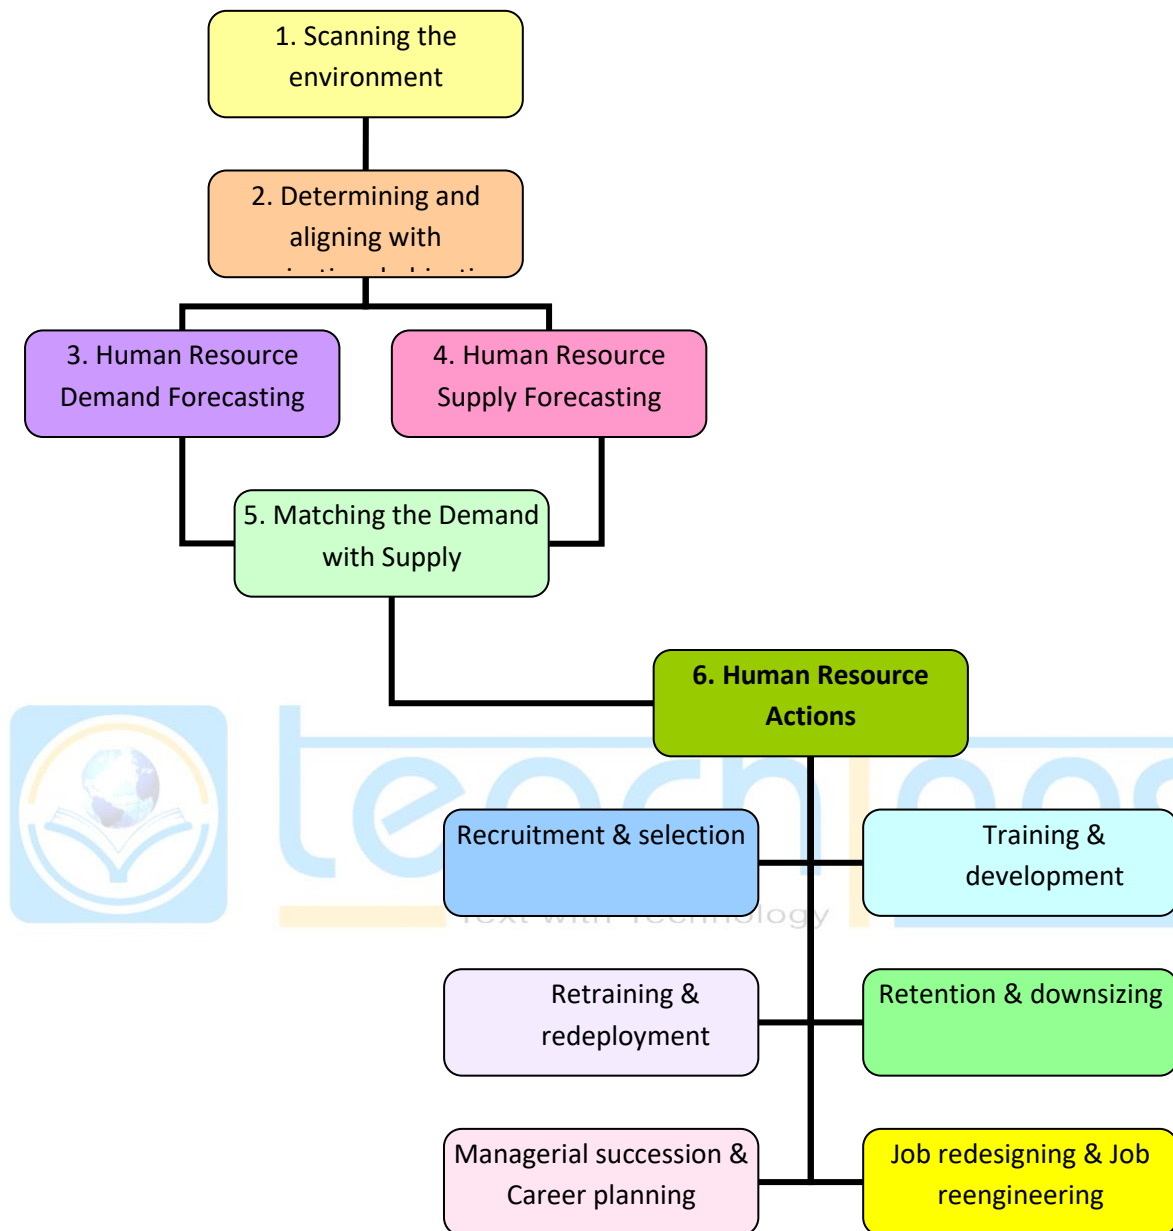 1. Scanning the
environment
2. Determining and
aligning with
3. Human Resource
Demand Forecasting
4. Human Resource
Supply Forecasting
5. Matching the Demand
with Supply
6. Human Resource
Actions
Recruitment & selection
Training &
development
Text with Technology
Retraining &
redeployment
Retention & downsizing
Managerial succession &
Career planning
Job redesigning & Job
reengineering